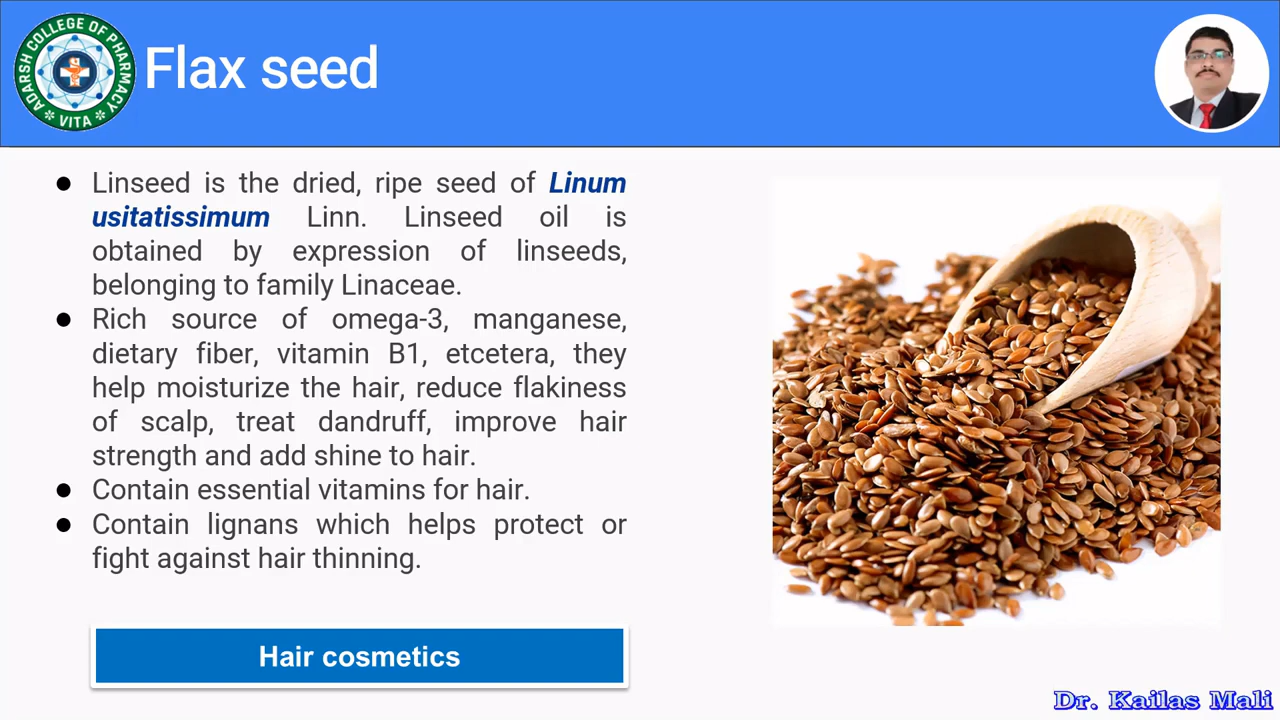 ADARSH COLLEGE OF PHARMACY
VITA
Flax seed
● Linseed is the dried, ripe seed of Linum
usitatissimum Linn. Linseed oil is
obtained by expression of linseeds,
belonging to family Linaceae.
● Rich source of omega-3, manganese,
dietary fiber, vitamin B1, etcetera, they
help moisturize the hair, reduce flakiness
of scalp, treat dandruff, improve hair
strength and add shine to hair.
● Contain essential vitamins for hair.
● Contain lignans which helps protect or
fight against hair thinning.
Hair cosmetics
Dr. Kailas Mali